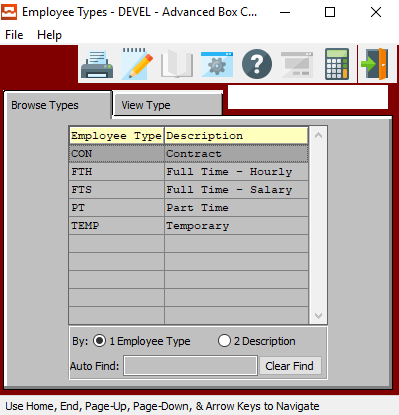 Employee Types - DEVEL - Advanced Box C...
File Help
Browse Types View Type
Employee Type Description
CON Contract
FTH Full Time - Hourly
FTS Full Time - Salary
PT Part Time
TEMP Temporary
By: 1 Employee Type 2 Description
Auto Find: Clear Find
Use Home, End, Page-Up, Page-Down, & Arrow Keys to Navigate